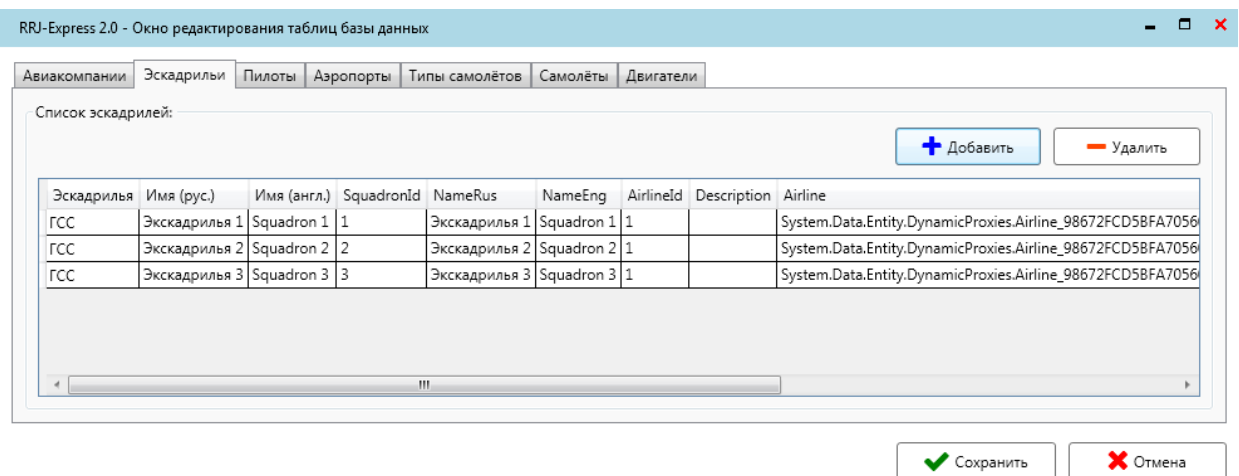 RRJ-Express 2.0 - Окно редактирования таблиц базы данных
Авиакомпании Эскадрильи Пилоты Аэропорты Типы самолётов Самолёты Двигатели
Список эскадрилей:
Добавить Удалить
Эскадрилья Имя (рус.) Имя (англ.) SquadronId NameRus NameEng AirlineId Description Airline
ГСС Экскадрилья 1 Squadron 1 1 Экскадрилья 1 Squadron 1 1 System.Data.Entity.DynamicProxies.Airline_98672FCD5BFA7056
ГСС Экскадрилья 2 Squadron 2 2 Экскадрилья 2 Squadron 2 1 System.Data.Entity.DynamicProxies.Airline_98672FCD5BFA7056
ГСС Экскадрилья 3 Squadron 3 3 Экскадрилья 3 Squadron 3 1 System.Data.Entity.DynamicProxies.Airline_98672FCD5BFA7056
Сохранить Отмена